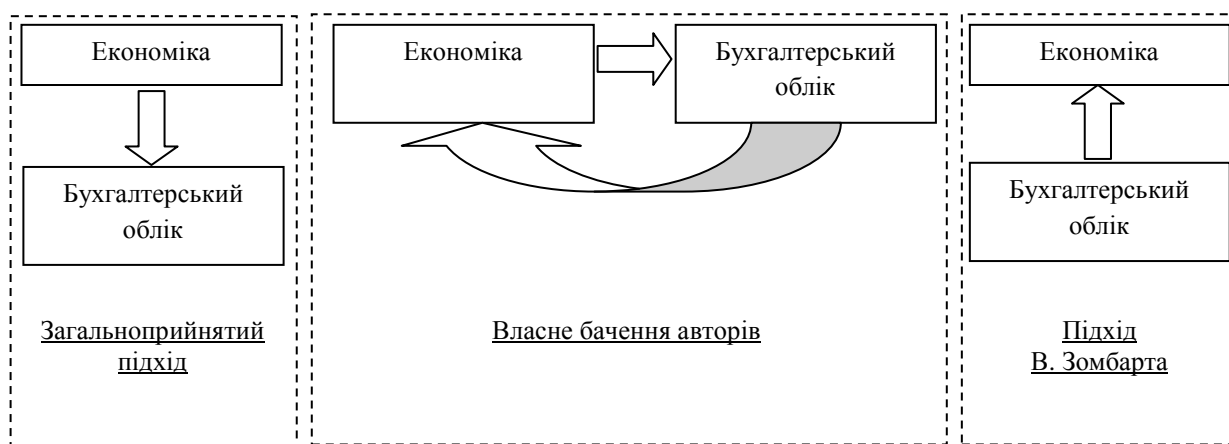 Економіка
Бухгалтерський
облік
Загальноприйнятий
підхід
Економіка
Бухгалтерський
облік
Власне бачення авторів
Економіка
Бухгалтерський
облік
Підхід
В. Зомбарта